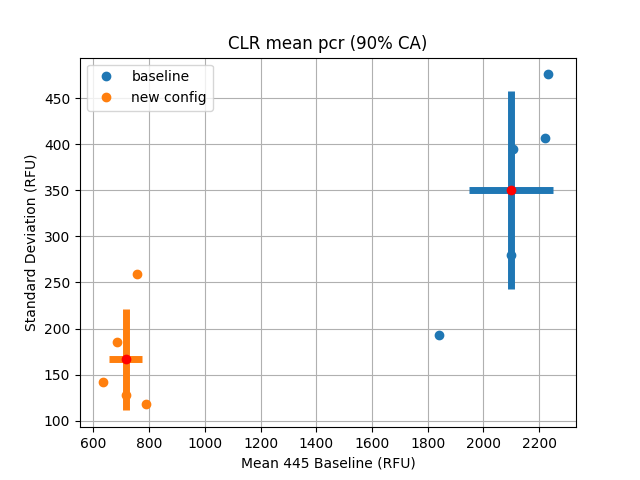 CLR mean pcr (90% CA)
baseline
new config
Standard Deviation (RFU)
450
400
350
300
250
200
150
100
600 800 1000 1200 1400 1600 1800 2000 2200
Mean 445 Baseline (RFU)